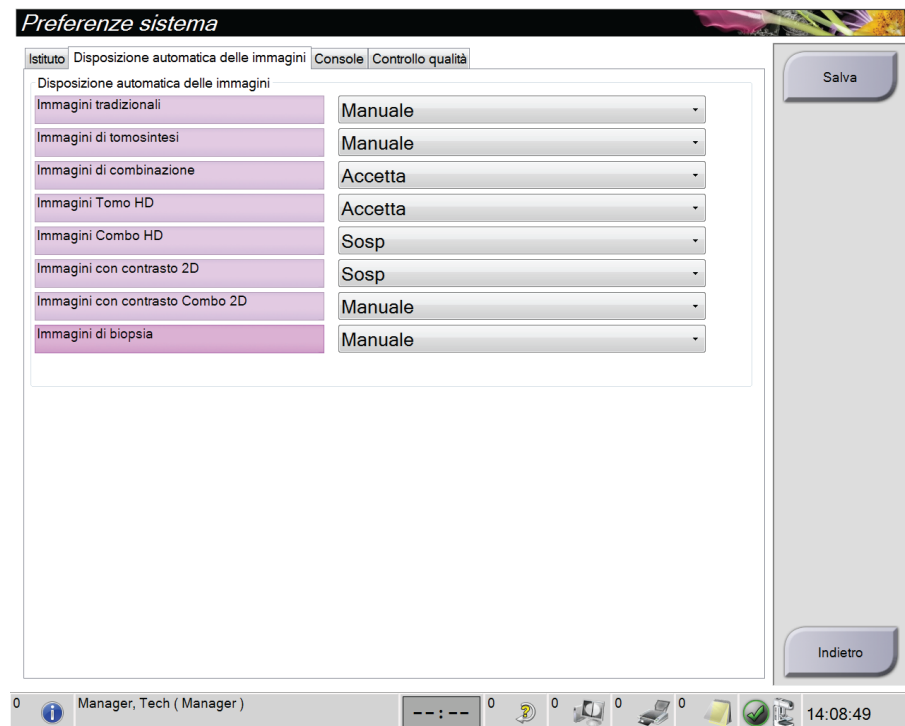 Preferenze sistema
Istituto Disposizione automatica delle immagini Console Controllo qualità
Salva
Disposizione automatica delle immagini
Immagini tradizionali Manuale
Immagini di tomosintesi Manuale
Immagini di combinazione Accetta
Immagini Tomo HD Accetta
Immagini Combo HD Sosp
Immagini con contrasto 2D Sosp
Immagini con contrasto Combo 2D Manuale
Immagini di biopsia Manuale
Indietro
0 Manager, Tech ( Manager ) --:-- 0 0 0 0 14:08:49